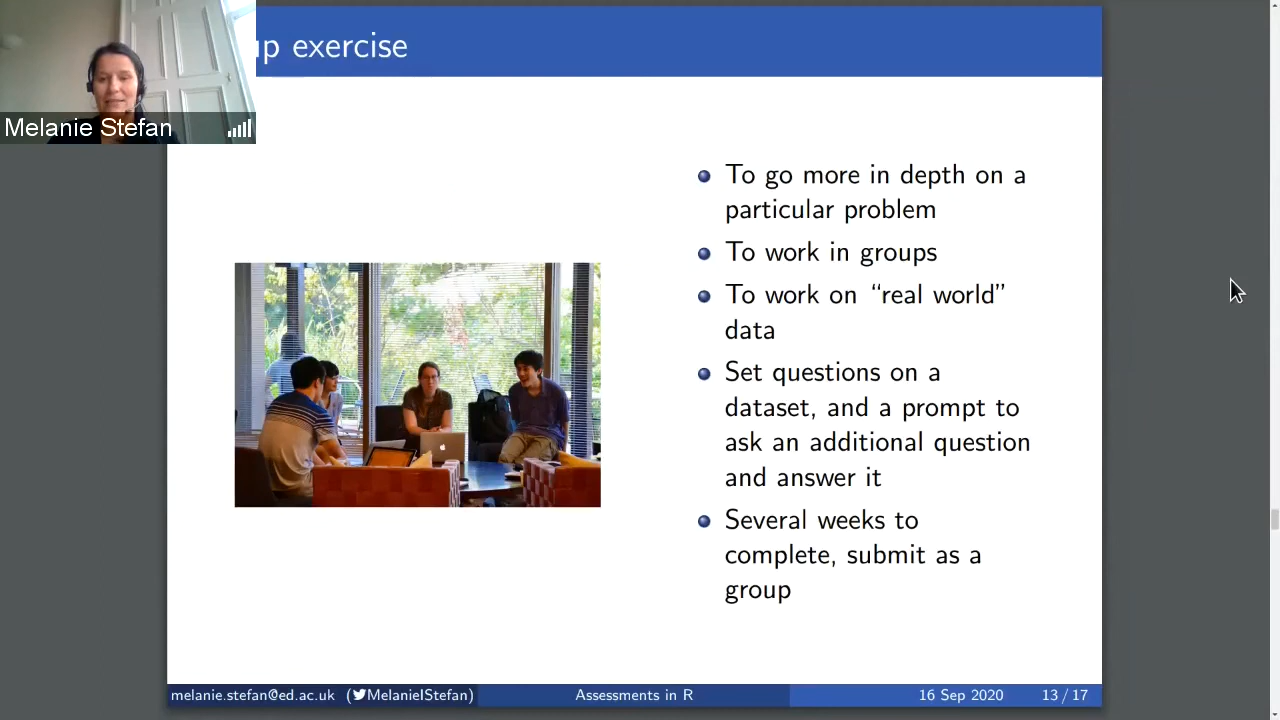 up exercise
Melanie Stefan
To go more in depth on a
particular problem
To work in groups
To work on “real world”
data
Set questions on a
dataset, and a prompt to
ask an additional question
and answer it
Several weeks to
complete, submit as a
group
melanie.stefan@ed.ac.uk (MelanieIStefan)
Assessments in R
16 Sep 2020
13 / 17